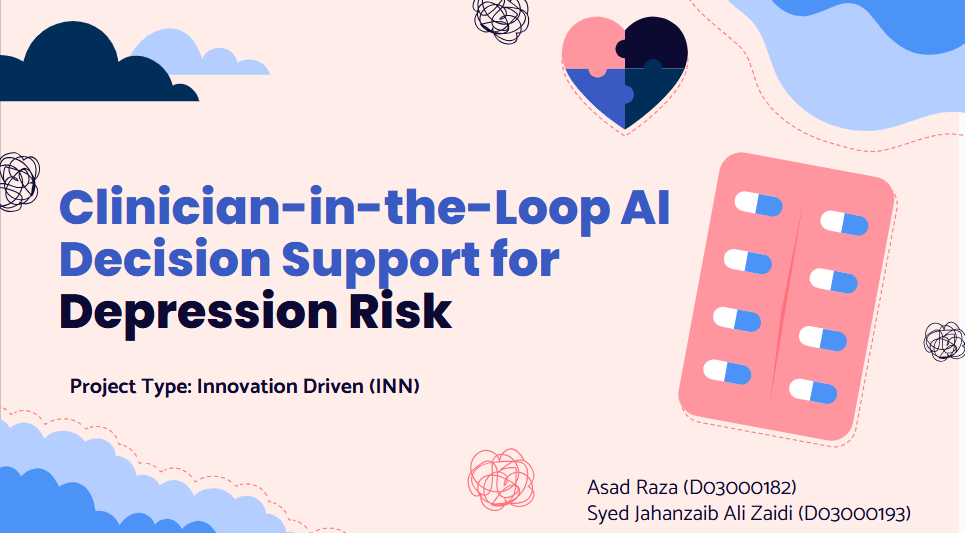 Clinician-in-the-Loop AI
Decision Support for
Depression Risk
Project Type: Innovation Driven (INN)
Asad Raza (D03000182)
Syed Jahanzaib Ali Zaidi (D03000193)